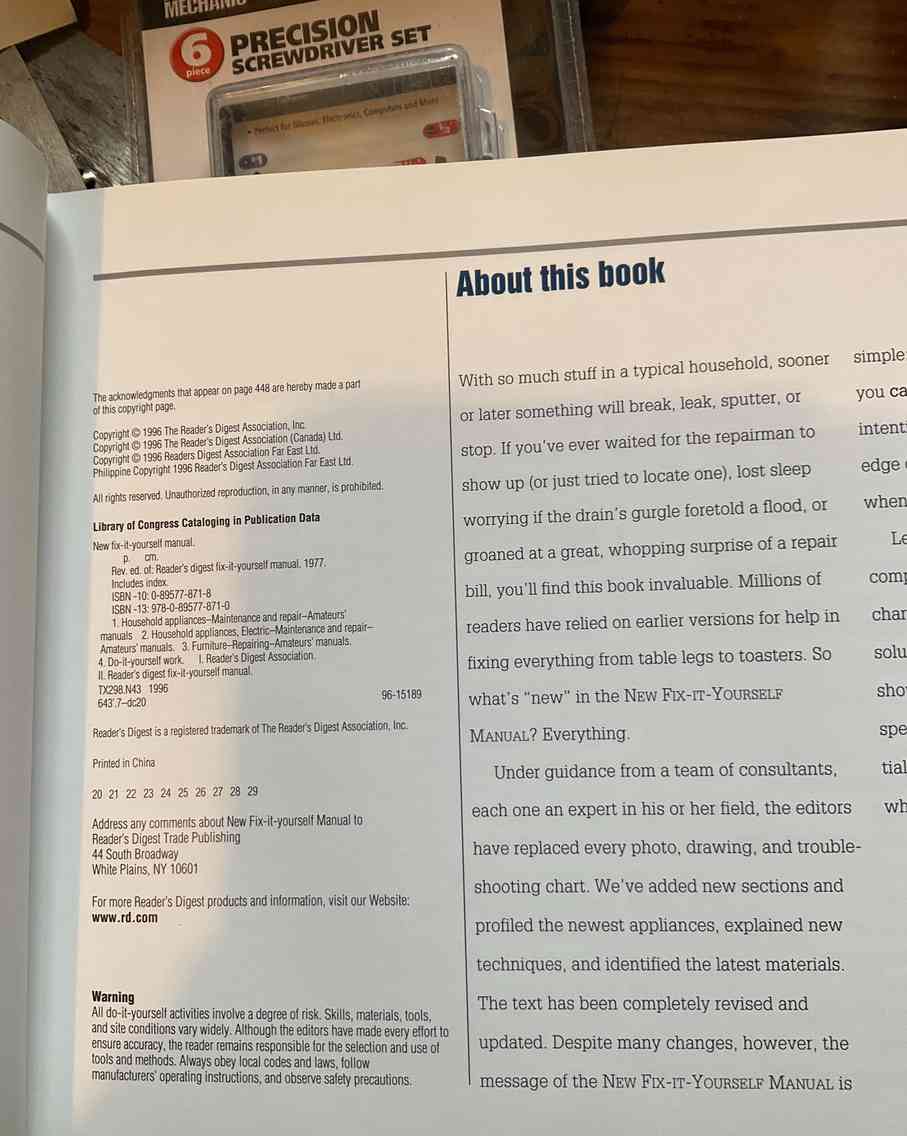 MECHANIC
6 piece
PRECISION
SCREWDRIVER SET
• Perfect for Glasses, Electronics, Computers and More
The acknowledgments that appear on page 448 are hereby made a part
of this copyright page.
Copyright © 1996 The Reader's Digest Association, Inc.
Copyright © 1996 The Reader's Digest Association (Canada) Ltd.
Copyright © 1996 Readers Digest Association Far East Ltd.
Philippine Copyright 1996 Reader's Digest Association Far East Ltd.
All rights reserved. Unauthorized reproduction, in any manner, is prohibited.
Library of Congress Cataloging in Publication Data
New fix-it-yourself manual.
p. cm.
Rev. ed. of: Reader's digest fix-it-yourself manual. 1977.
Includes index.
ISBN -10: 0-89577-871-8
ISBN -13: 978-0-89577-871-0
1. Household appliances–Maintenance and repair–Amateurs'
manuals 2. Household appliances, Electric–Maintenance and repair–
Amateurs' manuals. 3. Furniture–Repairing–Amateurs' manuals.
4. Do-it-yourself work. I. Reader's Digest Association.
II. Reader's digest fix-it-yourself manual.
TX298.N43 1996
643'.7–dc20 96-15189
Reader's Digest is a registered trademark of The Reader's Digest Association, Inc.
Printed in China
20 21 22 23 24 25 26 27 28 29
Address any comments about New Fix-it-yourself Manual to
Reader's Digest Trade Publishing
44 South Broadway
White Plains, NY 10601
For more Reader's Digest products and information, visit our Website:
www.rd.com
Warning
All do-it-yourself activities involve a degree of risk. Skills, materials, tools,
and site conditions vary widely. Although the editors have made every effort to
ensure accuracy, the reader remains responsible for the selection and use of
tools and methods. Always obey local codes and laws, follow
manufacturers' operating instructions, and observe safety precautions.
About this book
With so much stuff in a typical household, sooner
or later something will break, leak, sputter, or
stop. If you've ever waited for the repairman to
show up (or just tried to locate one), lost sleep
worrying if the drain's gurgle foretold a flood, or
groaned at a great, whopping surprise of a repair
bill, you'll find this book invaluable. Millions of
readers have relied on earlier versions for help in
fixing everything from table legs to toasters. So
what's "new" in the NEW FIX-IT-YOURSELF
MANUAL? Everything.
Under guidance from a team of consultants,
each one an expert in his or her field, the editors
have replaced every photo, drawing, and trouble-
shooting chart. We've added new sections and
profiled the newest appliances, explained new
techniques, and identified the latest materials.
The text has been completely revised and
updated. Despite many changes, however, the
message of the NEW FIX-IT-YOURSELF MANUAL is
simple
you ca
intent
edge
when
Le
comp
char
solu
sho
spe
tial
wh